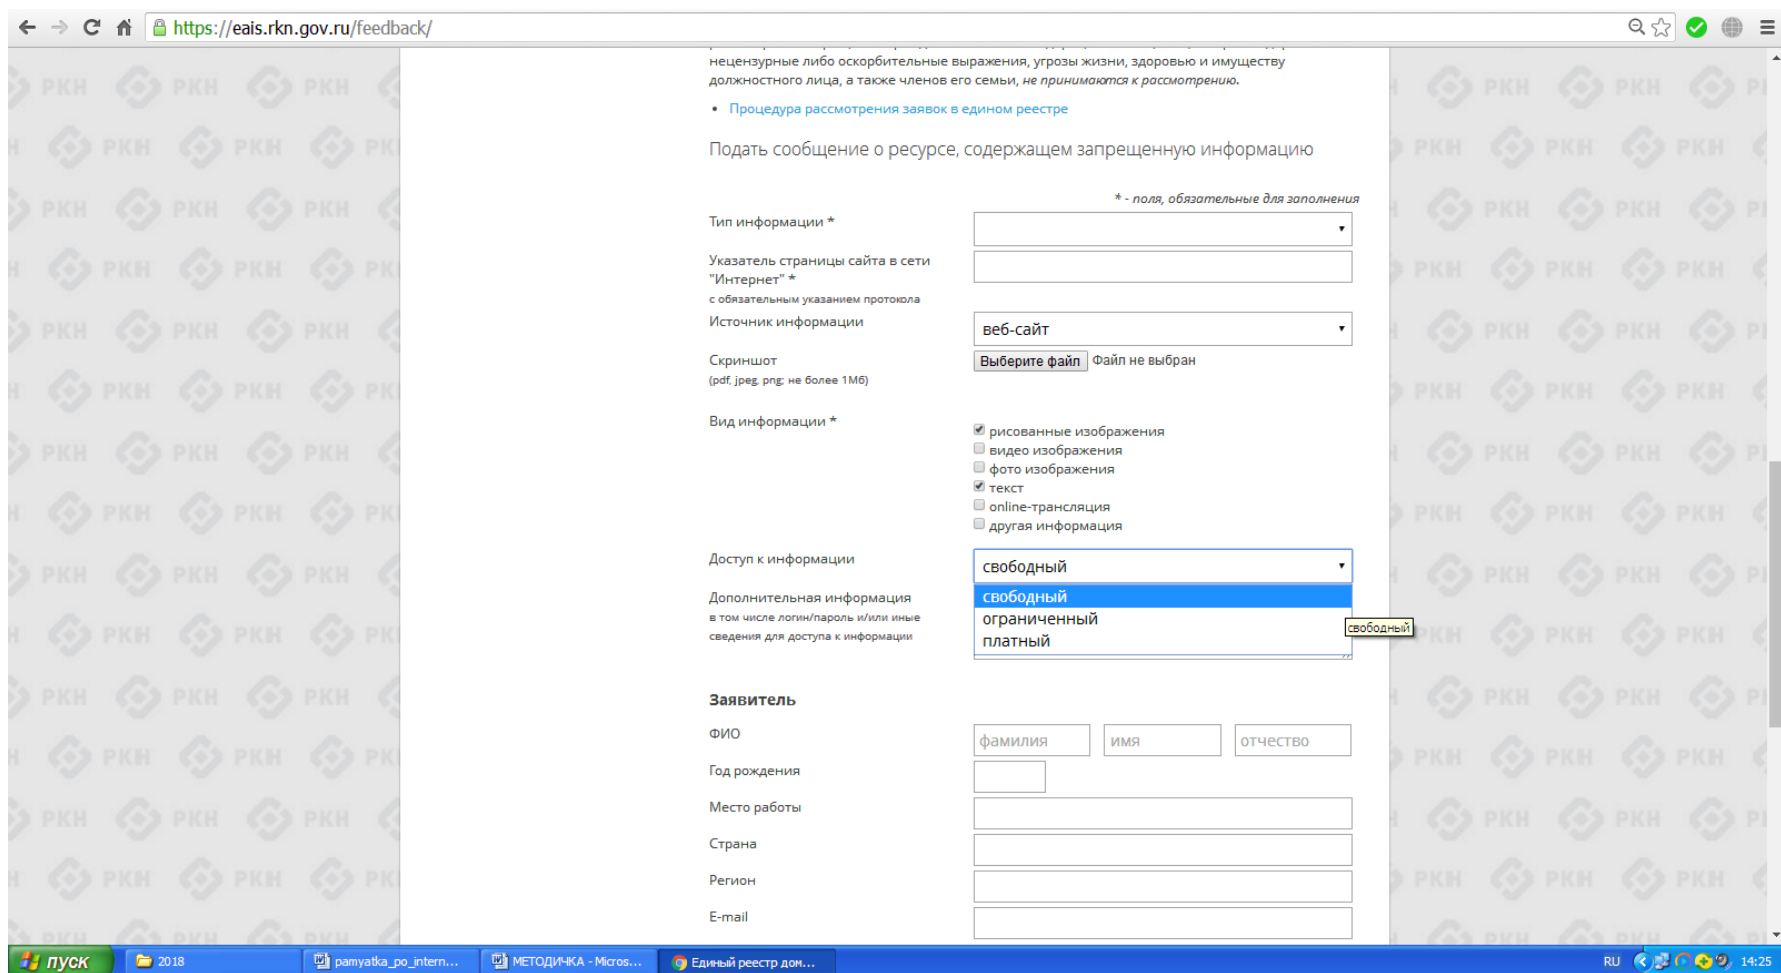 https://eais.rkn.gov.ru/feedback/
нецензурные либо оскорбительные выражения, угрозы жизни, здоровью и имуществу
должностного лица, а также членов его семьи, не принимаются к рассмотрению.
• Процедура рассмотрения заявок в едином реестре
Подать сообщение о ресурсе, содержащем запрещенную информацию
* - поля, обязательные для заполнения
Тип информации *
Указатель страницы сайта в сети
"Интернет" *
с обязательным указанием протокола
Источник информации
веб-сайт
Скриншот
(pdf, jpeg, png; не более 1Мб)
Выберите файл Файл не выбран
Вид информации *
рисованные изображения
видео изображения
фото изображения
текст
online-трансляция
другая информация
Доступ к информации
свободный
свободный
ограниченный
платный
свободный
Дополнительная информация
в том числе логин/пароль и/или иные
сведения для доступа к информации
Заявитель
ФИО
фамилия имя отчество
Год рождения
Место работы
Страна
Регион
E-mail
РКН
пуск 2018 pamyatka_po_intern... МЕТОДИЧКА - Micros... Единый реестр дом... RU 14:25